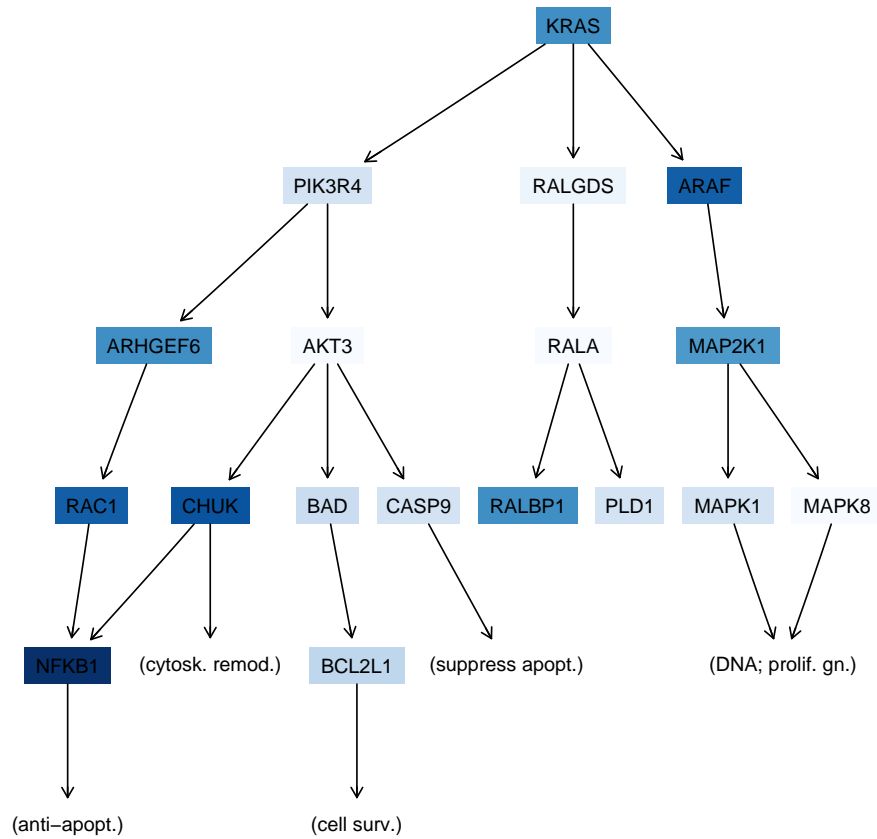 KRAS
PIK3R4
RALGDS
ARAF
ARHGEF6
AKT3
RALA
MAP2K1
RAC1
CHUK
BAD
CASP9
RALBP1
PLD1
MAPK1
MAPK8
NFKB1
(cytosk. remod.)
BCL2L1
(suppress apopt.)
(DNA; prolif. gn.)
(anti−apopt.)
(cell surv.)